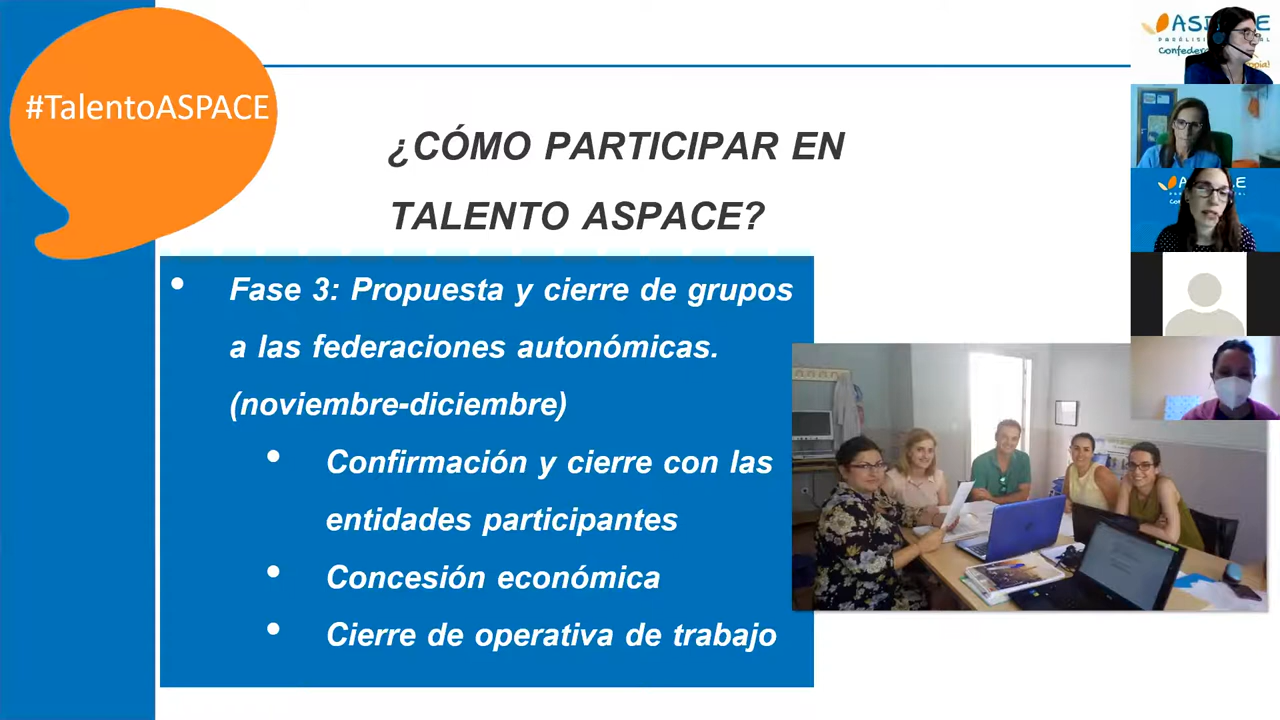 #TalentoASPACE
¿CÓMO PARTICIPAR EN
TALENTO ASPACE?
• Fase 3: Propuesta y cierre de grupos
a las federaciones autonómicas.
(noviembre-diciembre)
• Confirmación y cierre con las
entidades participantes
• Concesión económica
• Cierre de operativa de trabajo